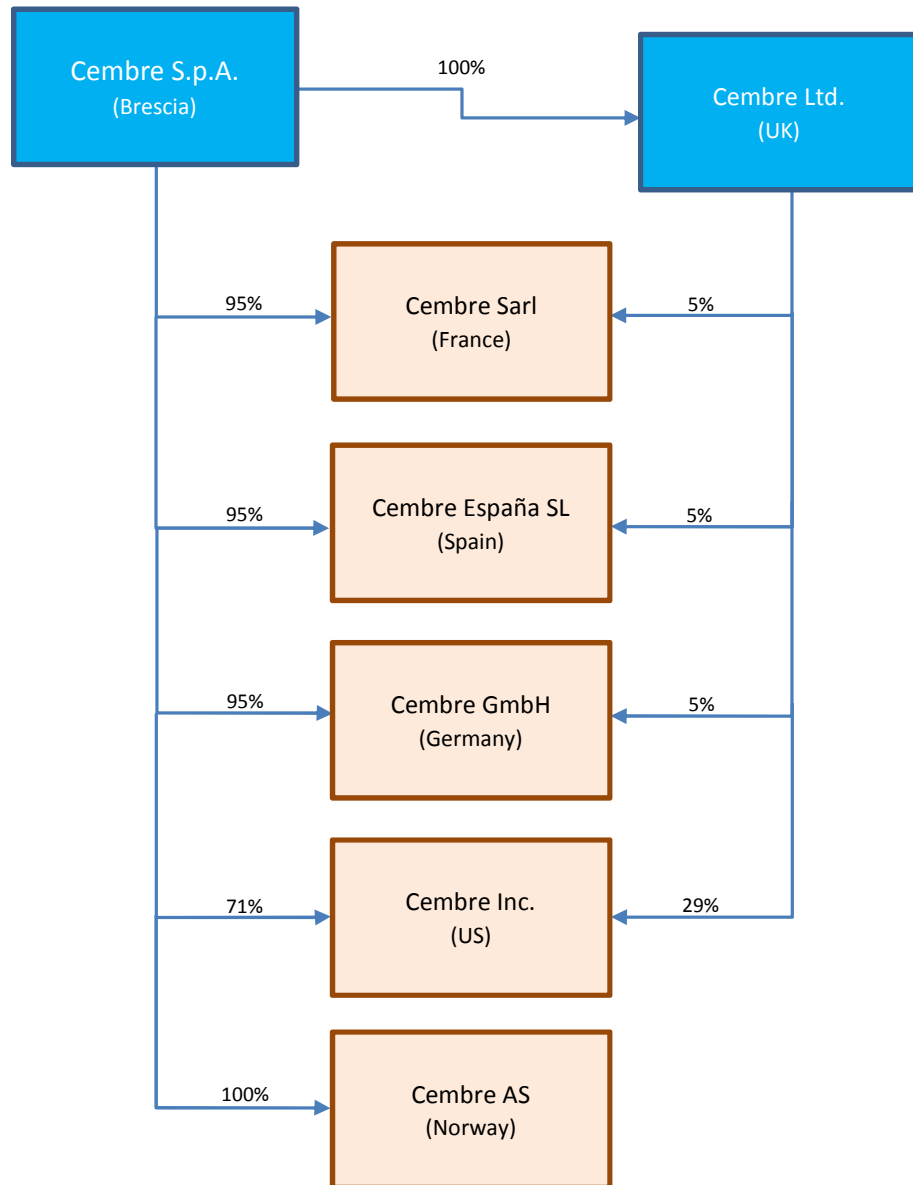 Cembre S.p.A.
(Brescia)
100%
Cembre Ltd.
(UK)
95%
Cembre Sarl
(France)
5%
95%
Cembre España SL
(Spain)
5%
95%
Cembre GmbH
(Germany)
5%
71%
Cembre Inc.
(US)
29%
100%
Cembre AS
(Norway)